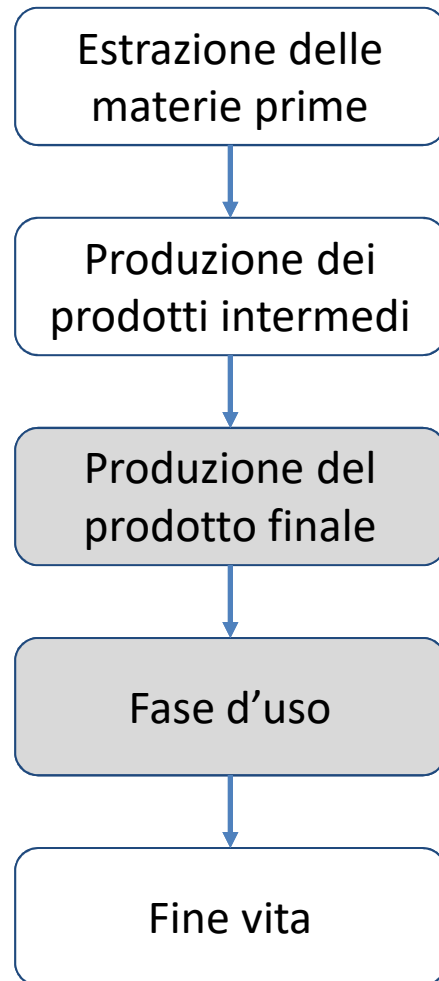 Estrazione delle
materie prime
Produzione dei
prodotti intermedi
Produzione del
prodotto finale
Fase d’uso
Fine vita